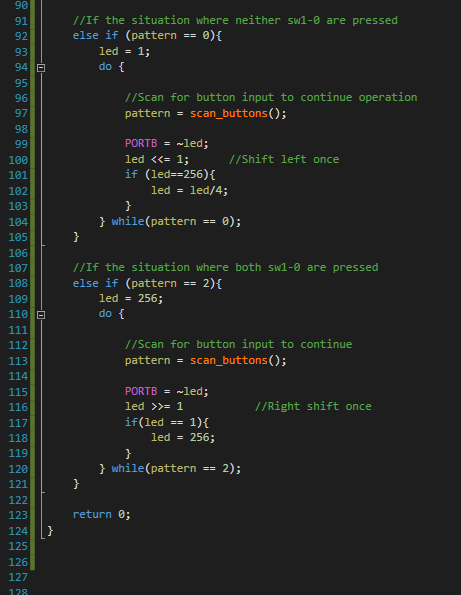 90
91 //If the situation where neither sw1-0 are pressed
92 else if (pattern == 0){
93 led = 1;
94 do {
95
96 //Scan for button input to continue operation
97 pattern = scan_buttons();
98
99 PORTB = ~led;
100 led <<= 1; //Shift left once
101 if (led==256){
102 led = led/4;
103 }
104 } while(pattern == 0);
105 }
106
107 //If the situation where both sw1-0 are pressed
108 else if (pattern == 2){
109 led = 256;
110 do {
111
112 //Scan for button input to continue
113 pattern = scan_buttons();
114
115 PORTB = ~led;
116 led >>= 1 //Right shift once
117 if(led == 1){
118 led = 256;
119 }
120 } while(pattern == 2);
121 }
122
123 return 0;
124 }
125
126
127
128